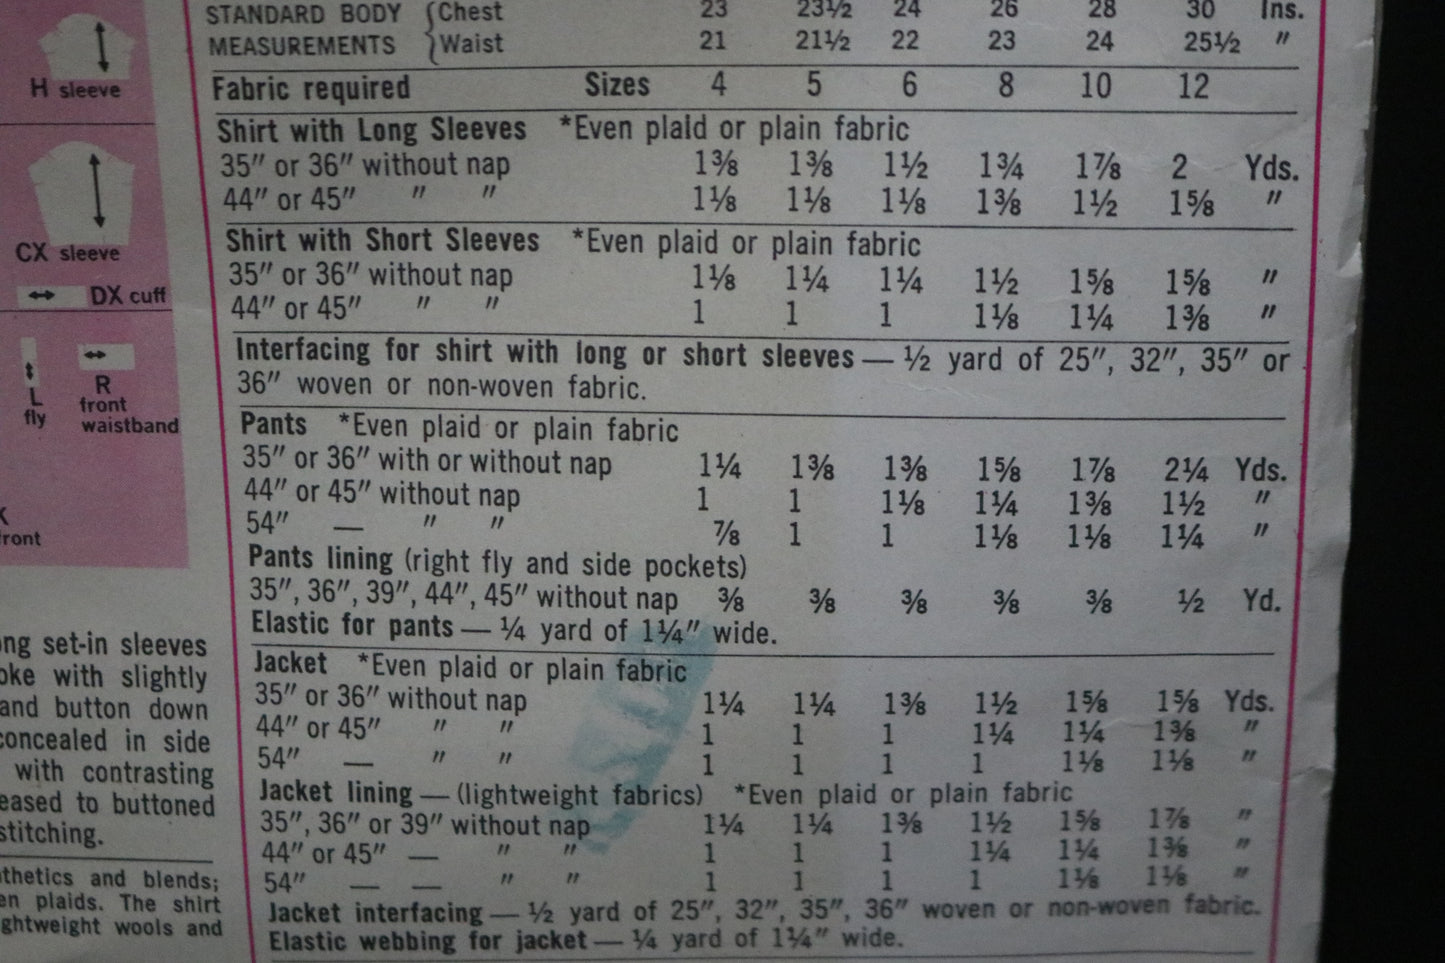 STANDARD BODY MEASUREMENTS { Chest 23 23½ 24 26 28 30 Ins.
Waist 21 21½ 22 23 24 25½ "
Fabric required Sizes 4 5 6 8 10 12
Shirt with Long Sleeves *Even plaid or plain fabric
35" or 36" without nap 1⅜ 1⅜ 1½ 1¾ 1⅞ 2 Yds.
44" or 45" " " 1⅛ 1⅛ 1⅛ 1⅜ 1½ 1⅝ "
Shirt with Short Sleeves *Even plaid or plain fabric
35" or 36" without nap 1⅛ 1¼ 1¼ 1½ 1⅝ 1⅝ "
44" or 45" " " 1 1 1 1⅛ 1¼ 1⅜ "
Interfacing for shirt with long or short sleeves — ½ yard of 25", 32", 35" or
36" woven or non-woven fabric.
Pants *Even plaid or plain fabric
35" or 36" with or without nap 1¼ 1⅜ 1⅜ 1⅝ 1⅞ 2¼ Yds.
44" or 45" without nap 1 1 1⅛ 1¼ 1⅜ 1½ "
54" — " " ⅞ 1 1 1⅛ 1⅛ 1¼ "
Pants lining (right fly and side pockets)
35", 36", 39", 44", 45" without nap ⅜ ⅜ ⅜ ⅜ ⅜ ½ Yd.
Elastic for pants — ¼ yard of 1¼" wide.
Jacket *Even plaid or plain fabric
35" or 36" without nap 1¼ 1¼ 1⅜ 1½ 1⅝ 1⅝ Yds.
44" or 45" " " 1 1 1 1¼ 1¼ 1⅜ "
54" — " " 1 1 1 1 1⅛ 1⅛ "
Jacket lining — (lightweight fabrics) *Even plaid or plain fabric
35", 36" or 39" without nap 1¼ 1¼ 1⅜ 1½ 1⅝ 1⅞ "
44" or 45" — " " 1 1 1 1¼ 1¼ 1⅜ "
54" — — " " 1 1 1 1 1⅛ 1⅛ "
Jacket interfacing — ½ yard of 25", 32", 35", 36" woven or non-woven fabric.
Elastic webbing for jacket — ¼ yard of 1¼" wide.
H sleeve
CX sleeve
DX cuff
L
fly
R
front
waistband
K
ront
ng set-in sleeves
oke with slightly
and button down
concealed in side
with contrasting
eased to buttoned
stitching.
thetics and blends;
en plaids. The shirt
ghtweight wools and